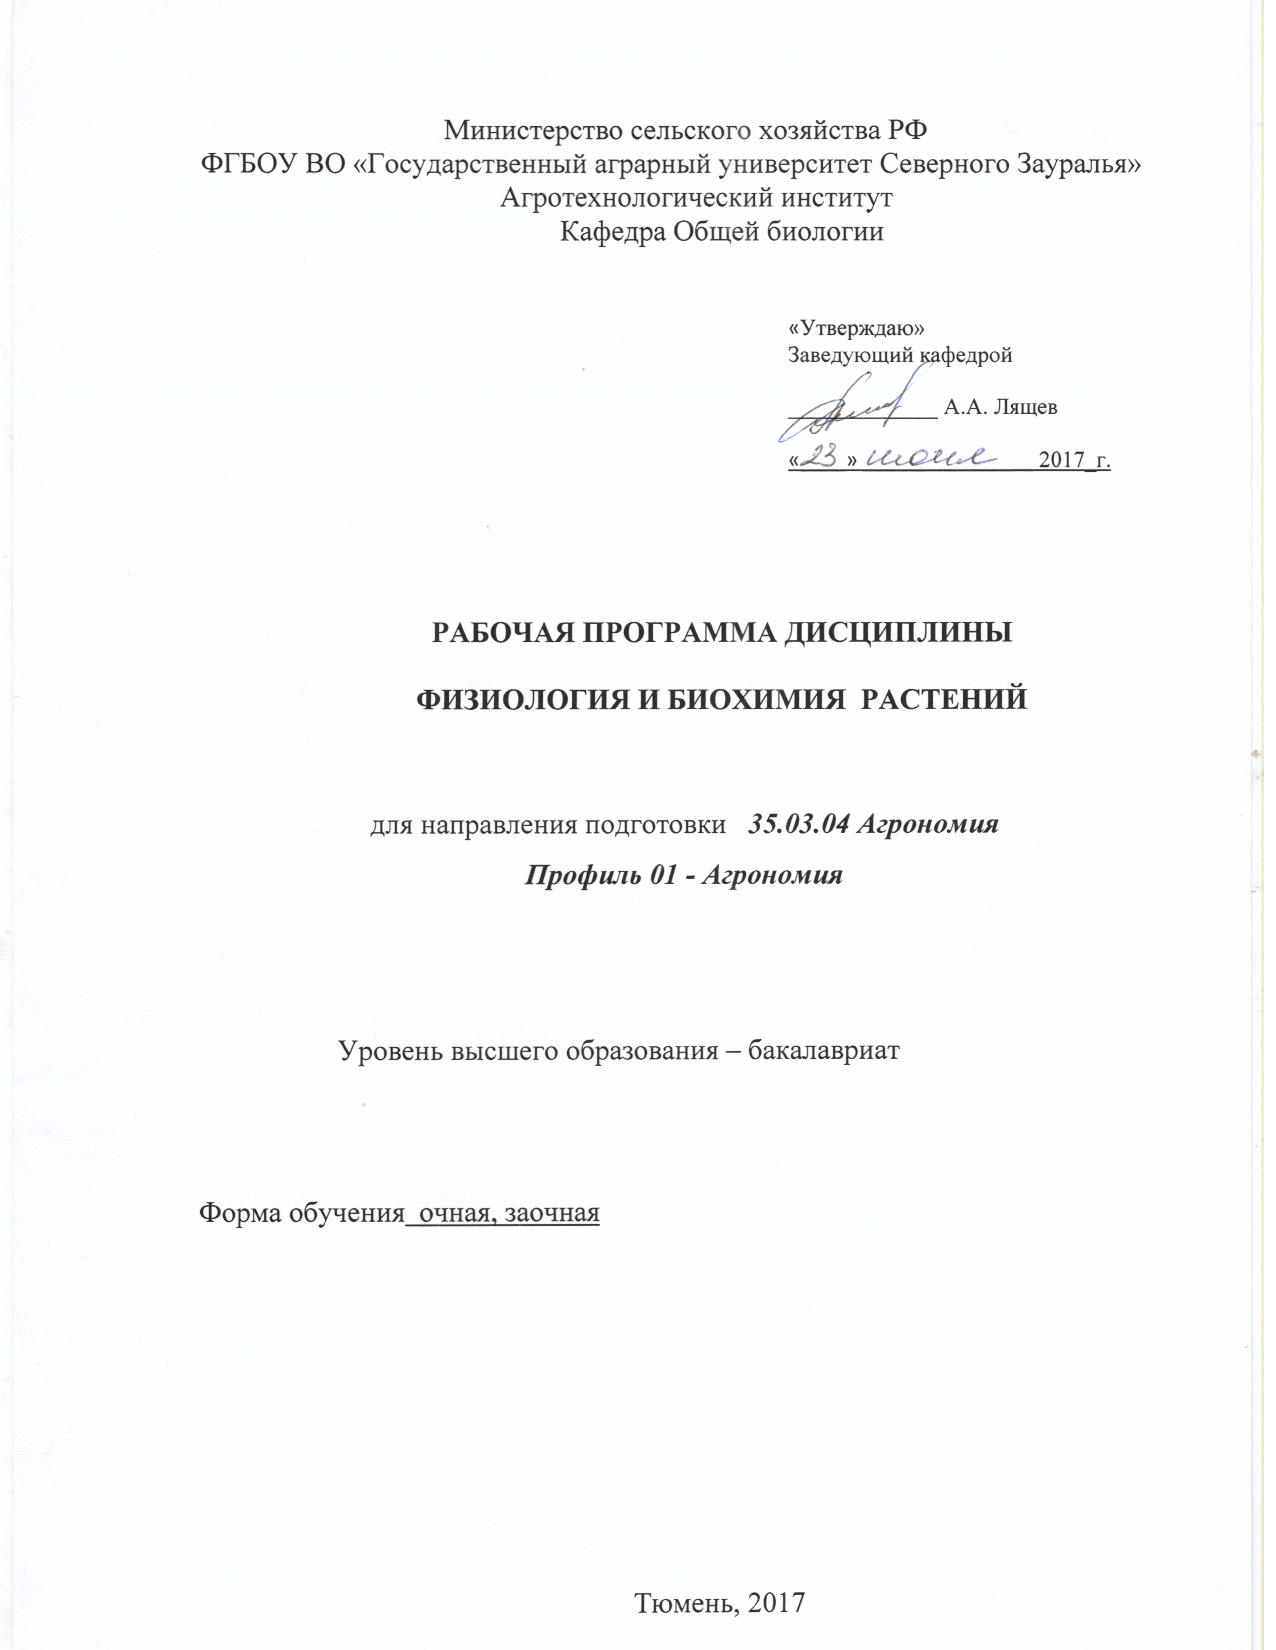 Министерство сельского хозяйства РФ
ФГБОУ ВО «Государственный аграрный университет Северного Зауралья»
Агротехнологический институт
Кафедра Общей биологии
«Утверждаю»
Заведующий кафедрой
А.А. Лящев
«23» июня 2017 г.
РАБОЧАЯ ПРОГРАММА ДИСЦИПЛИНЫ
ФИЗИОЛОГИЯ И БИОХИМИЯ РАСТЕНИЙ
для направления подготовки 35.03.04 Агрономия
Профиль 01 - Агрономия
Уровень высшего образования – бакалавриат
Форма обучения очная, заочная
Тюмень, 2017